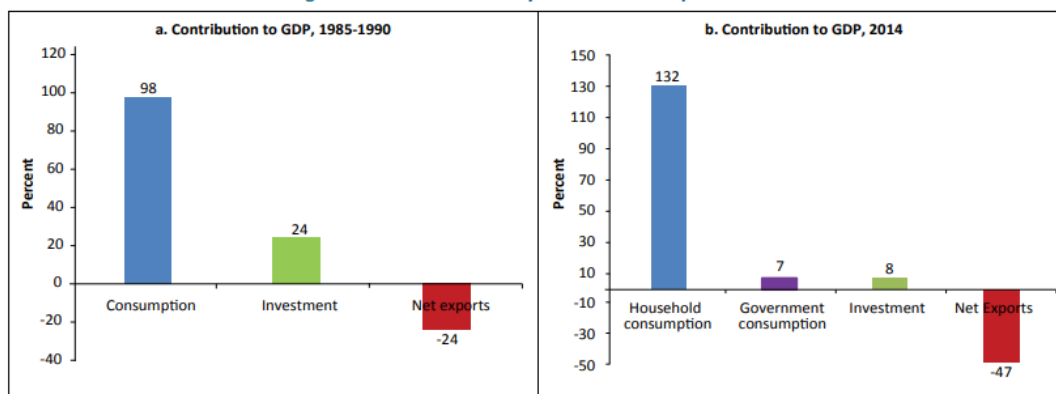 a. Contribution to GDP, 1985-1990
120
100
80
60
40
20
0
-20
-40
Percent
98
24
-24
Consumption
Investment
Net exports
b. Contribution to GDP, 2014
150
130
110
90
70
50
30
10
-10
-30
-50
Percent
132
7
8
-47
Household
consumption
Government
consumption
Investment
Net Exports